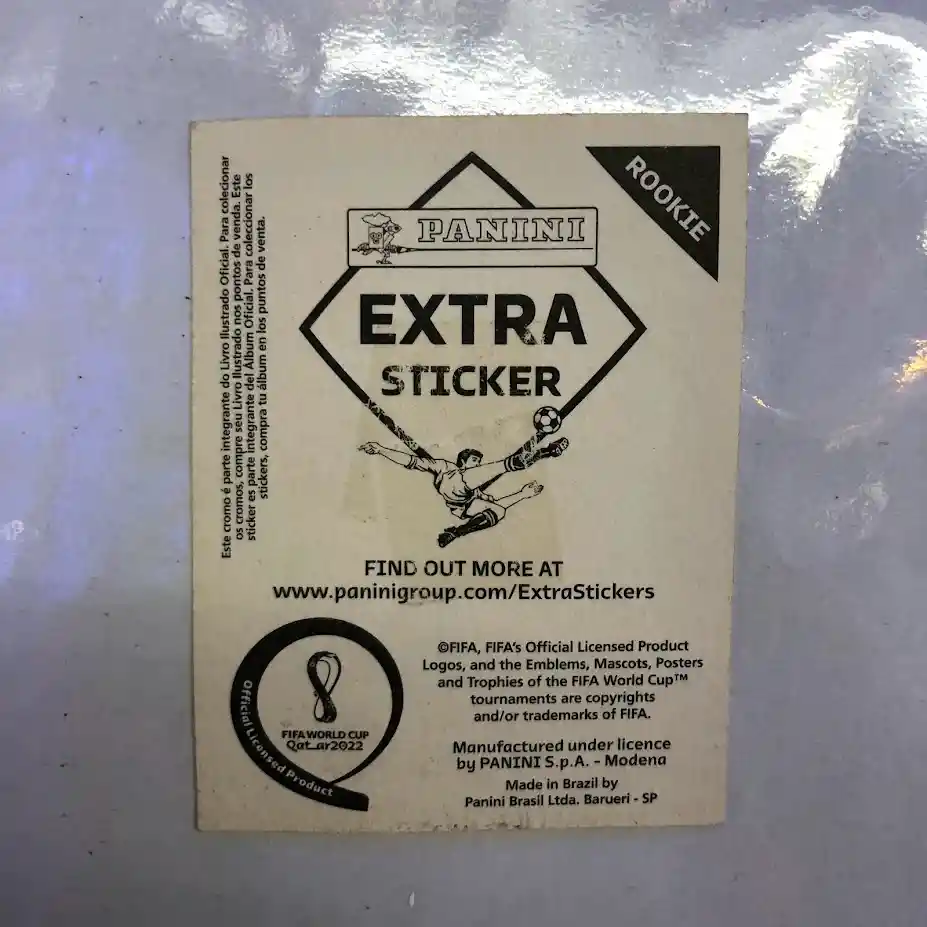 ROOKIE
PANINI
EXTRA
STICKER
Este cromo é parte integrante do Livro Ilustrado Oficial. Para colecionar
os cromos, compre seu Livro Ilustrado nos pontos de venda. Este
sticker es parte integrante del Álbum Oficial. Para coleccionar los
stickers, compra tu álbum en los puntos de venta.
FIND OUT MORE AT
www.paninigroup.com/ExtraStickers
Official Licensed Product
FIFA WORLD CUP
Qatar2022
©FIFA, FIFA's Official Licensed Product
Logos, and the Emblems, Mascots, Posters
and Trophies of the FIFA World Cup™
tournaments are copyrights
and/or trademarks of FIFA.
Manufactured under licence
by PANINI S.p.A. - Modena
Made in Brazil by
Panini Brasil Ltda. Barueri - SP